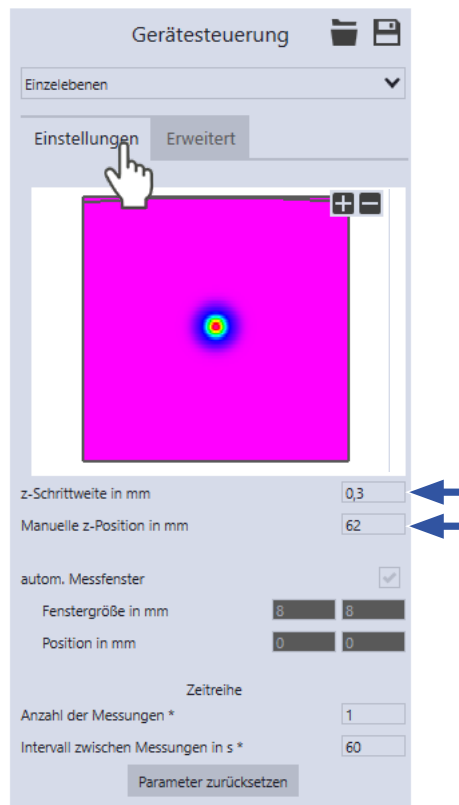 Gerätesteuerung
Einzelebenen
Einstellungen Erweitert
z-Schrittweite in mm 0,3
Manuelle z-Position in mm 62
autom. Messfenster
Fenstergröße in mm 8 8
Position in mm 0 0
Zeitreihe
Anzahl der Messungen * 1
Intervall zwischen Messungen in s * 60
Parameter zurücksetzen